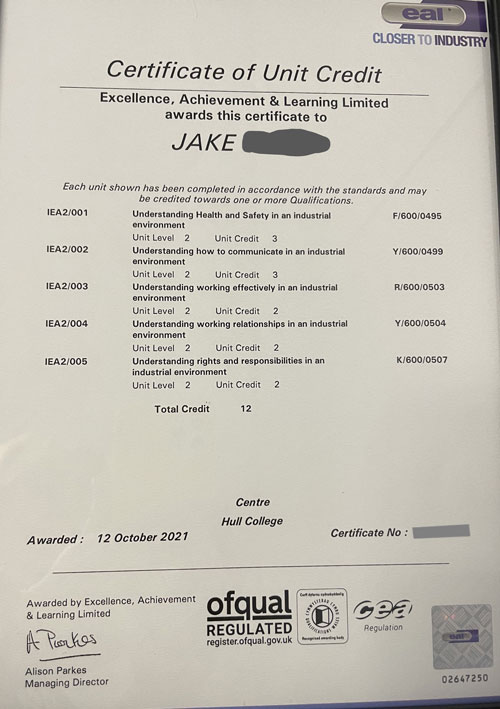 eal
CLOSER TO INDUSTRY
Certificate of Unit Credit
Excellence, Achievement & Learning Limited
awards this certificate to
JAKE
Each unit shown has been completed in accordance with the standards and may
be credited towards one or more Qualifications.
IEA2/001 Understanding Health and Safety in an industrial F/600/0495
environment
Unit Level 2 Unit Credit 3
IEA2/002 Understanding how to communicate in an industrial Y/600/0499
environment
Unit Level 2 Unit Credit 3
IEA2/003 Understanding working effectively in an industrial R/600/0503
environment
Unit Level 2 Unit Credit 2
IEA2/004 Understanding working relationships in an industrial Y/600/0504
environment
Unit Level 2 Unit Credit 2
IEA2/005 Understanding rights and responsibilities in an K/600/0507
industrial environment
Unit Level 2 Unit Credit 2
Total Credit 12
Centre
Hull College
Awarded : 12 October 2021 Certificate No :
Awarded by Excellence, Achievement
& Learning Limited
A Parkes
Alison Parkes
Managing Director
ofqual
REGULATED
register.ofqual.gov.uk
Recognised awarding body
cea
Regulation
eal
02647250